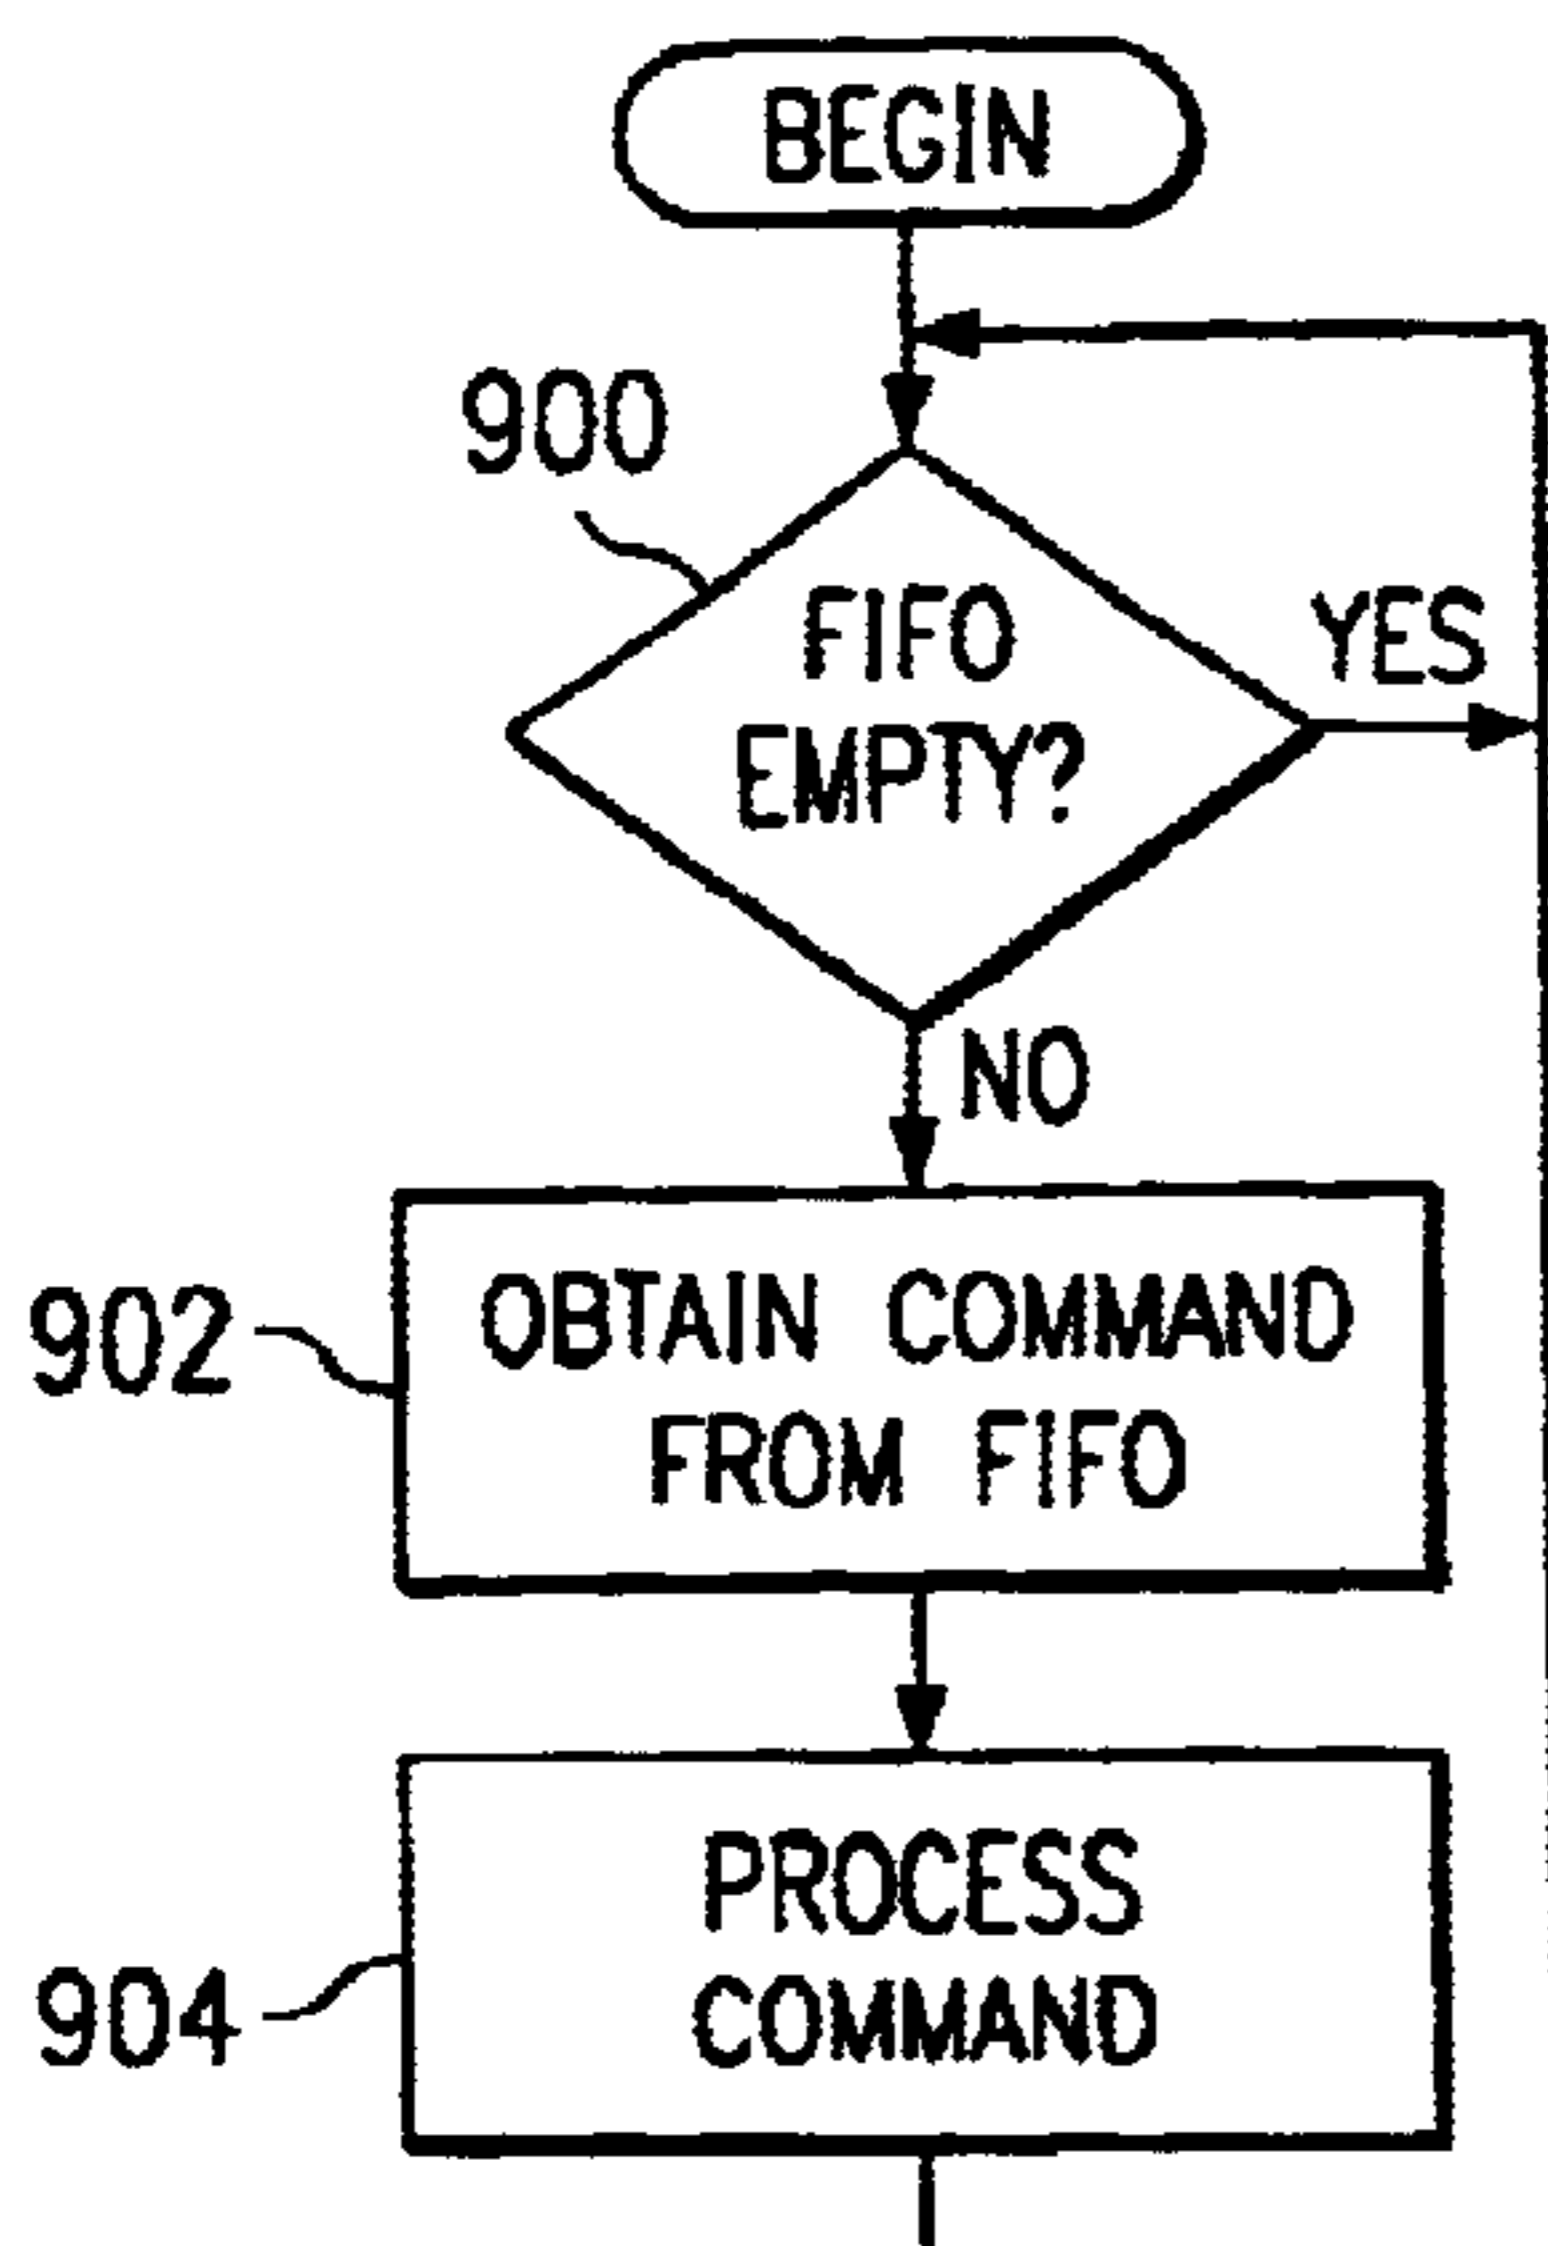 BEGIN
900
FIFO
EMPTY?
YES
NO
902
OBTAIN COMMAND
FROM FIFO
PROCESS
COMMAND
904